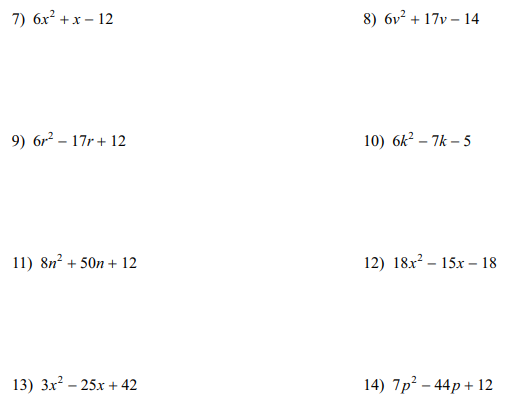 7) 6x² + x – 12
8) 6v² + 17v – 14
9) 6r² – 17r + 12
10) 6k² – 7k – 5
11) 8n² + 50n + 12
12) 18x² – 15x – 18
13) 3x² – 25x + 42
14) 7p² – 44p + 12